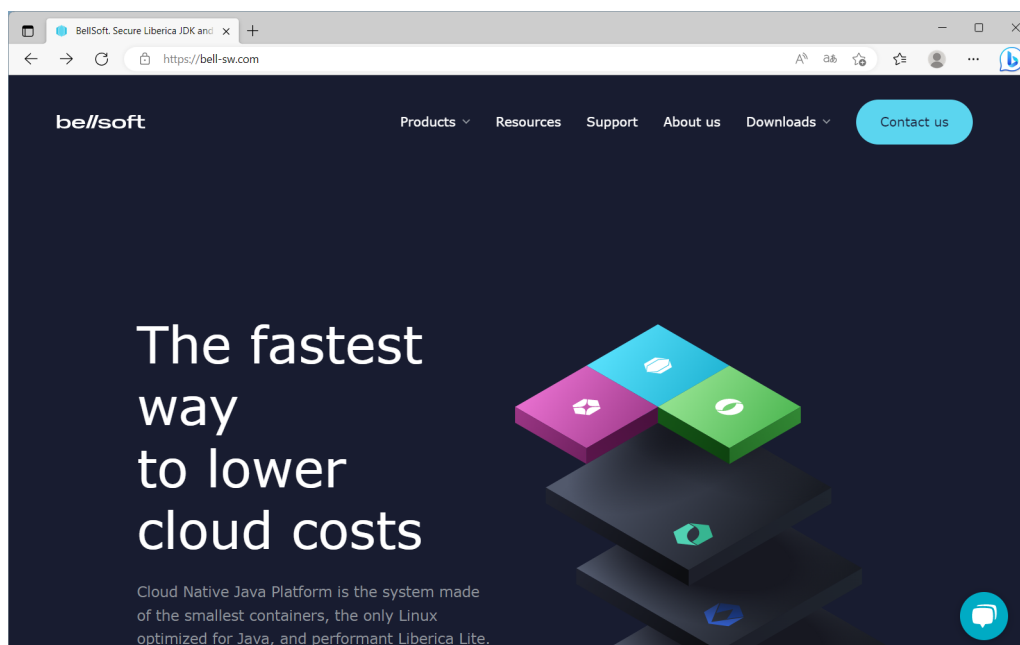 BellSoft. Secure Liberica JDK and
https://bell-sw.com
bellsoft
Products
Resources
Support
About us
Downloads
Contact us
The fastest
way
to lower
cloud costs
Cloud Native Java Platform is the system made
of the smallest containers, the only Linux
optimized for Java, and performant Liberica Lite.